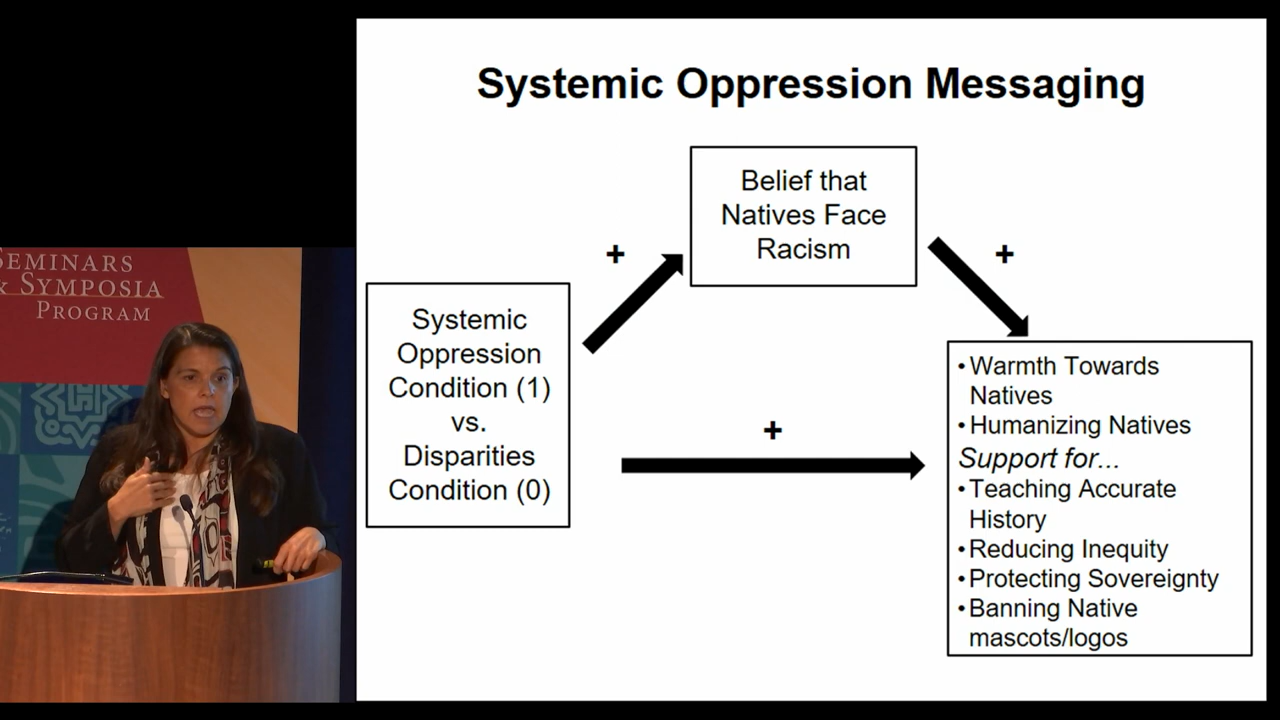 SEMINARS
& SYMPOSIA
PROGRAM
Systemic Oppression Messaging
Belief that
Natives Face
Racism
+
+
Systemic
Oppression
Condition (1)
vs.
Disparities
Condition (0)
+
•Warmth Towards
Natives
•Humanizing Natives
Support for...
•Teaching Accurate
History
•Reducing Inequity
•Protecting Sovereignty
•Banning Native
mascots/logos